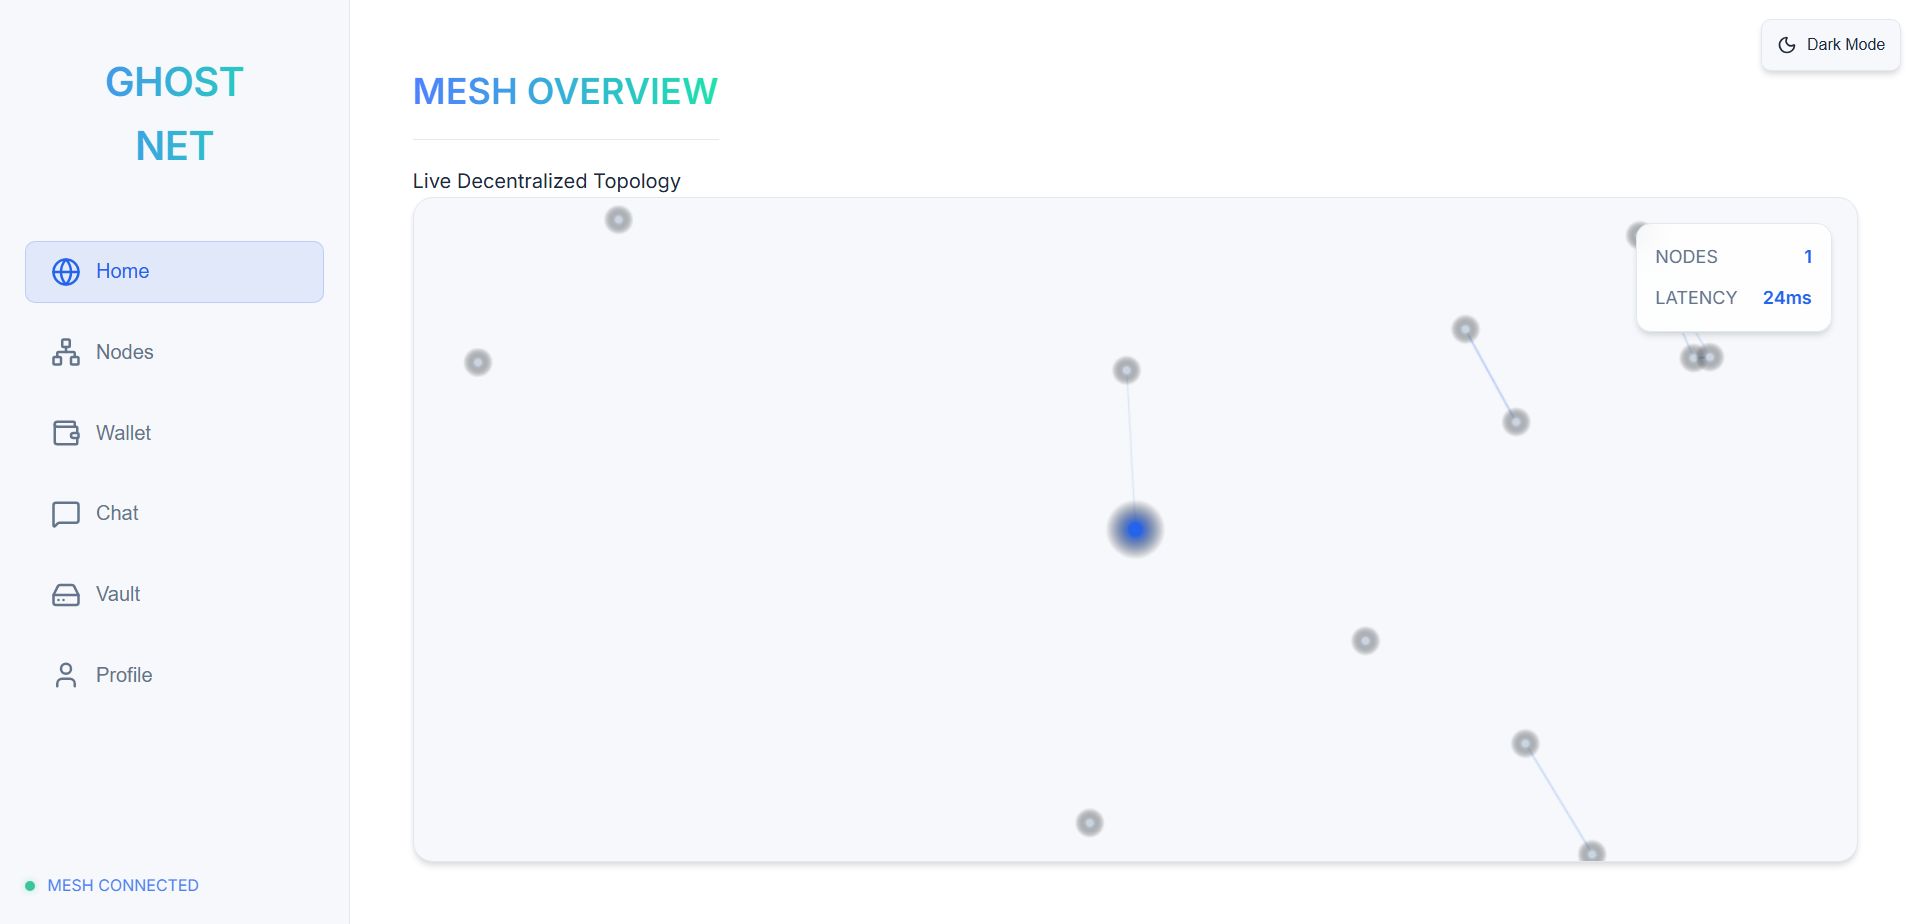 GHOST
NET
Home
Nodes
Wallet
Chat
Vault
Profile
MESH CONNECTED
Dark Mode
MESH OVERVIEW
Live Decentralized Topology
NODES 1
LATENCY 24ms